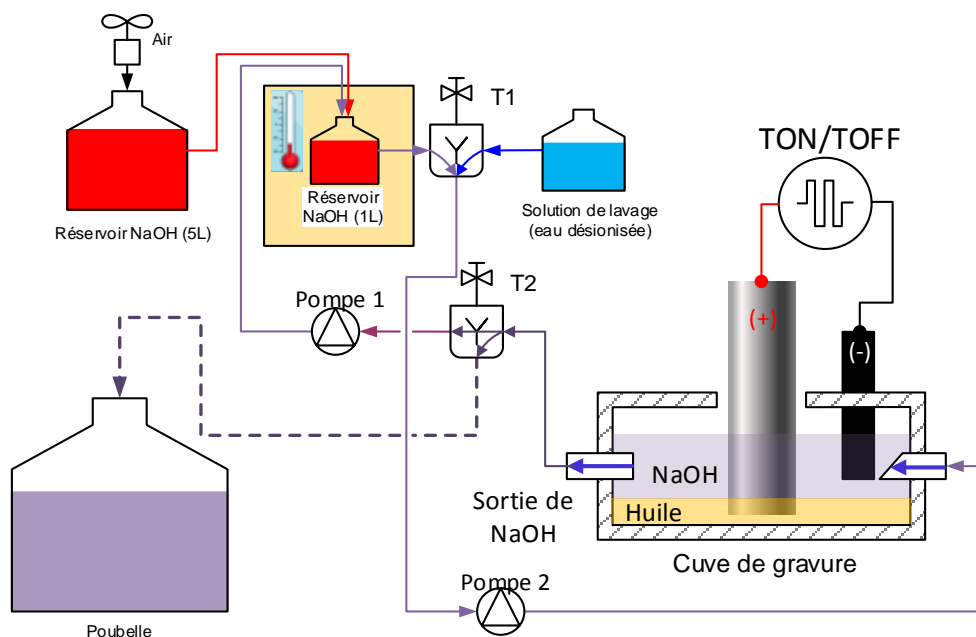 Air
T1
TON/TOFF
Réservoir
NaOH (1L)
Réservoir NaOH (5L)
Solution de lavage
(eau désionisée)
T2
Pompe 1
(+)
(-)
NaOH
Sortie de
NaOH
Huile
Cuve de gravure
Pompe 2
Poubelle